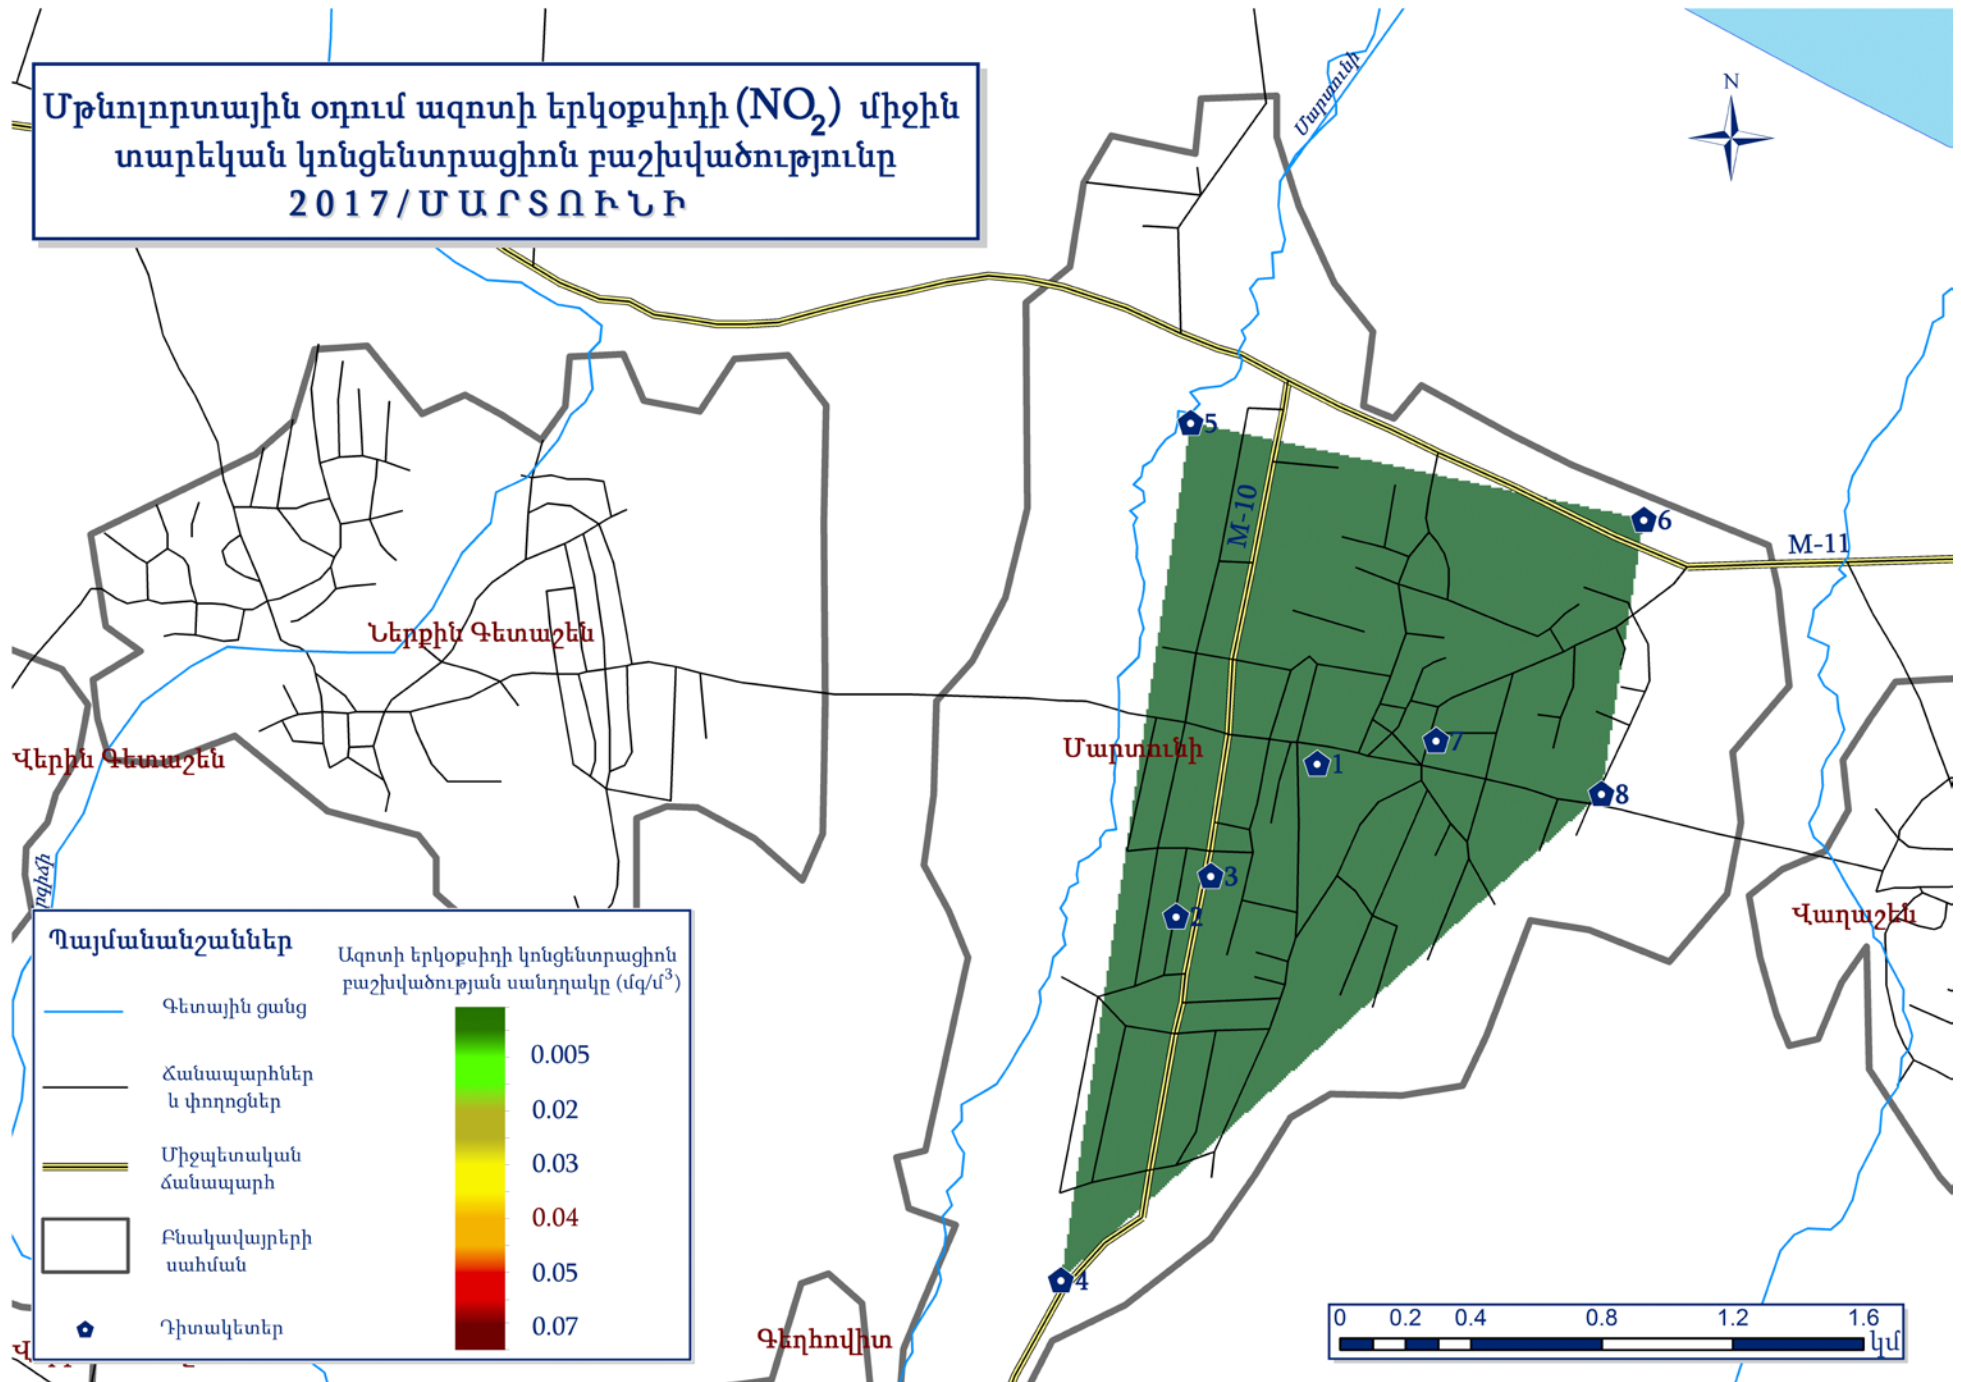 Մթնոլորտային օդում ազոտի երկօքսիդի (NO₂) միջին
տարեկան կոնցենտրացիոն բաշխվածությունը
2017/ՄԱՐՏՈՒՆԻ
Մարտունի
N
5
6
M-10
M-11
Ներքին Գետաշեն
Վերին Գետաշեն
Մարտունի
1
7
8
3
2
4
Վաղաշեն
Գեղհովիտ
Պայմանանշաններ
Ազոտի երկօքսիդի կոնցենտրացիոն
բաշխվածության սանդղակը (մգ/մ³)
Գետային ցանց
Ճանապարհներ
և փողոցներ
Միջպետական
ճանապարհ
Բնակավայրերի
սահման
Դիտակետեր
0.005
0.02
0.03
0.04
0.05
0.07
0 0.2 0.4 0.8 1.2 1.6
կմ